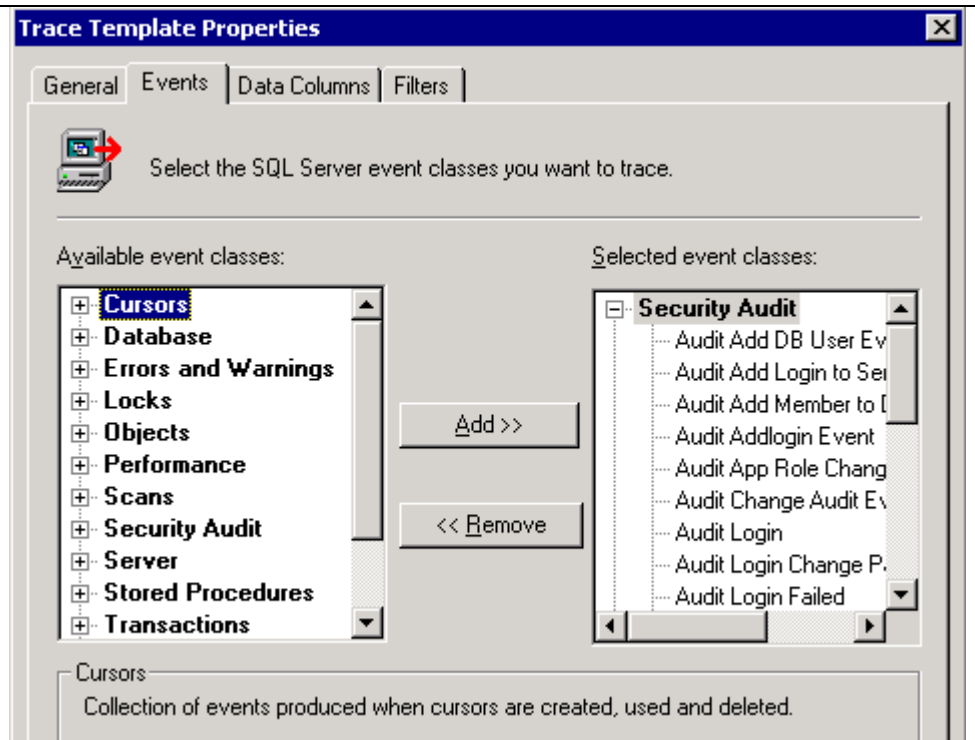 Trace Template Properties
General Events Data Columns Filters
Select the SQL Server event classes you want to trace.
Available event classes:
Cursors
Database
Errors and Warnings
Locks
Objects
Performance
Scans
Security Audit
Server
Stored Procedures
Transactions
Add >>
<< Remove
Selected event classes:
Security Audit
Audit Add DB User Ev
Audit Add Login to Ser
Audit Add Member to D
Audit Addlogin Event
Audit App Role Chang
Audit Change Audit Ev
Audit Login
Audit Login Change P
Audit Login Failed
Cursors
Collection of events produced when cursors are created, used and deleted.